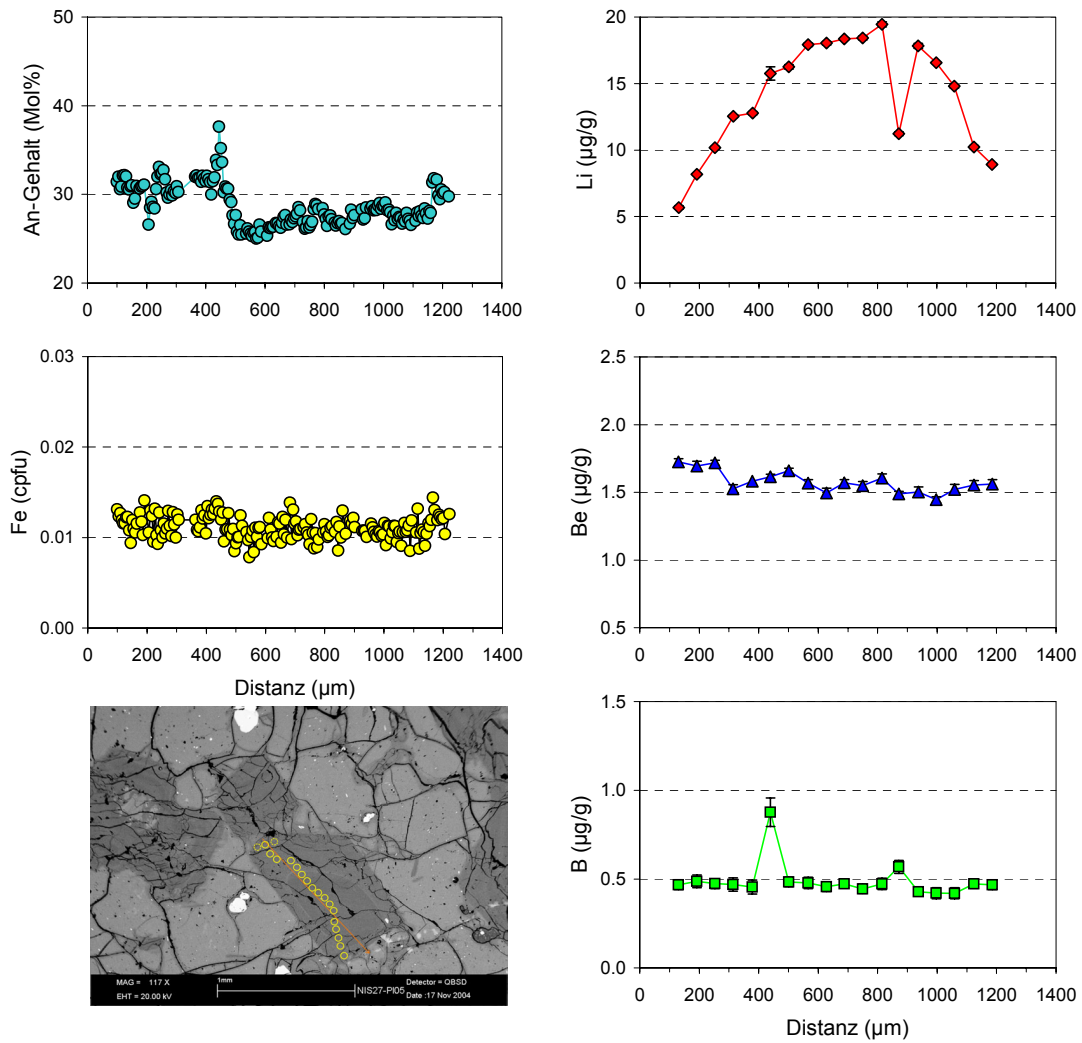 An-Gehalt (Mol%)
50
40
30
20
0 200 400 600 800 1000 1200 1400
Li (µg/g)
20
15
10
5
0
0 200 400 600 800 1000 1200 1400
Fe (cpfu)
0.03
0.02
0.01
0.00
0 200 400 600 800 1000 1200 1400
Distanz (µm)
Be (µg/g)
2.5
2.0
1.5
1.0
0.5
0 200 400 600 800 1000 1200 1400
MAG = 117 X
EHT = 20.00 kV
1mm
NIS27-Pl05
Detector = QBSD
Date :17 Nov 2004
B (µg/g)
1.5
1.0
0.5
0.0
0 200 400 600 800 1000 1200 1400
Distanz (µm)